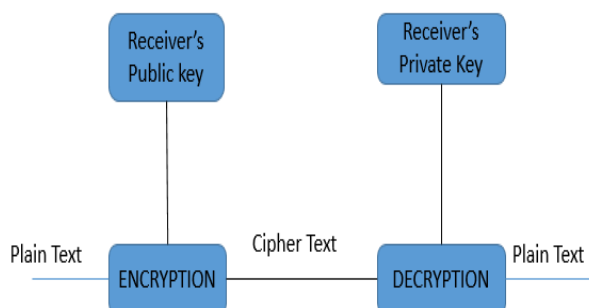 Receiver's
Public key
Receiver's
Private Key
Plain Text
ENCRYPTION
Cipher Text
DECRYPTION
Plain Text